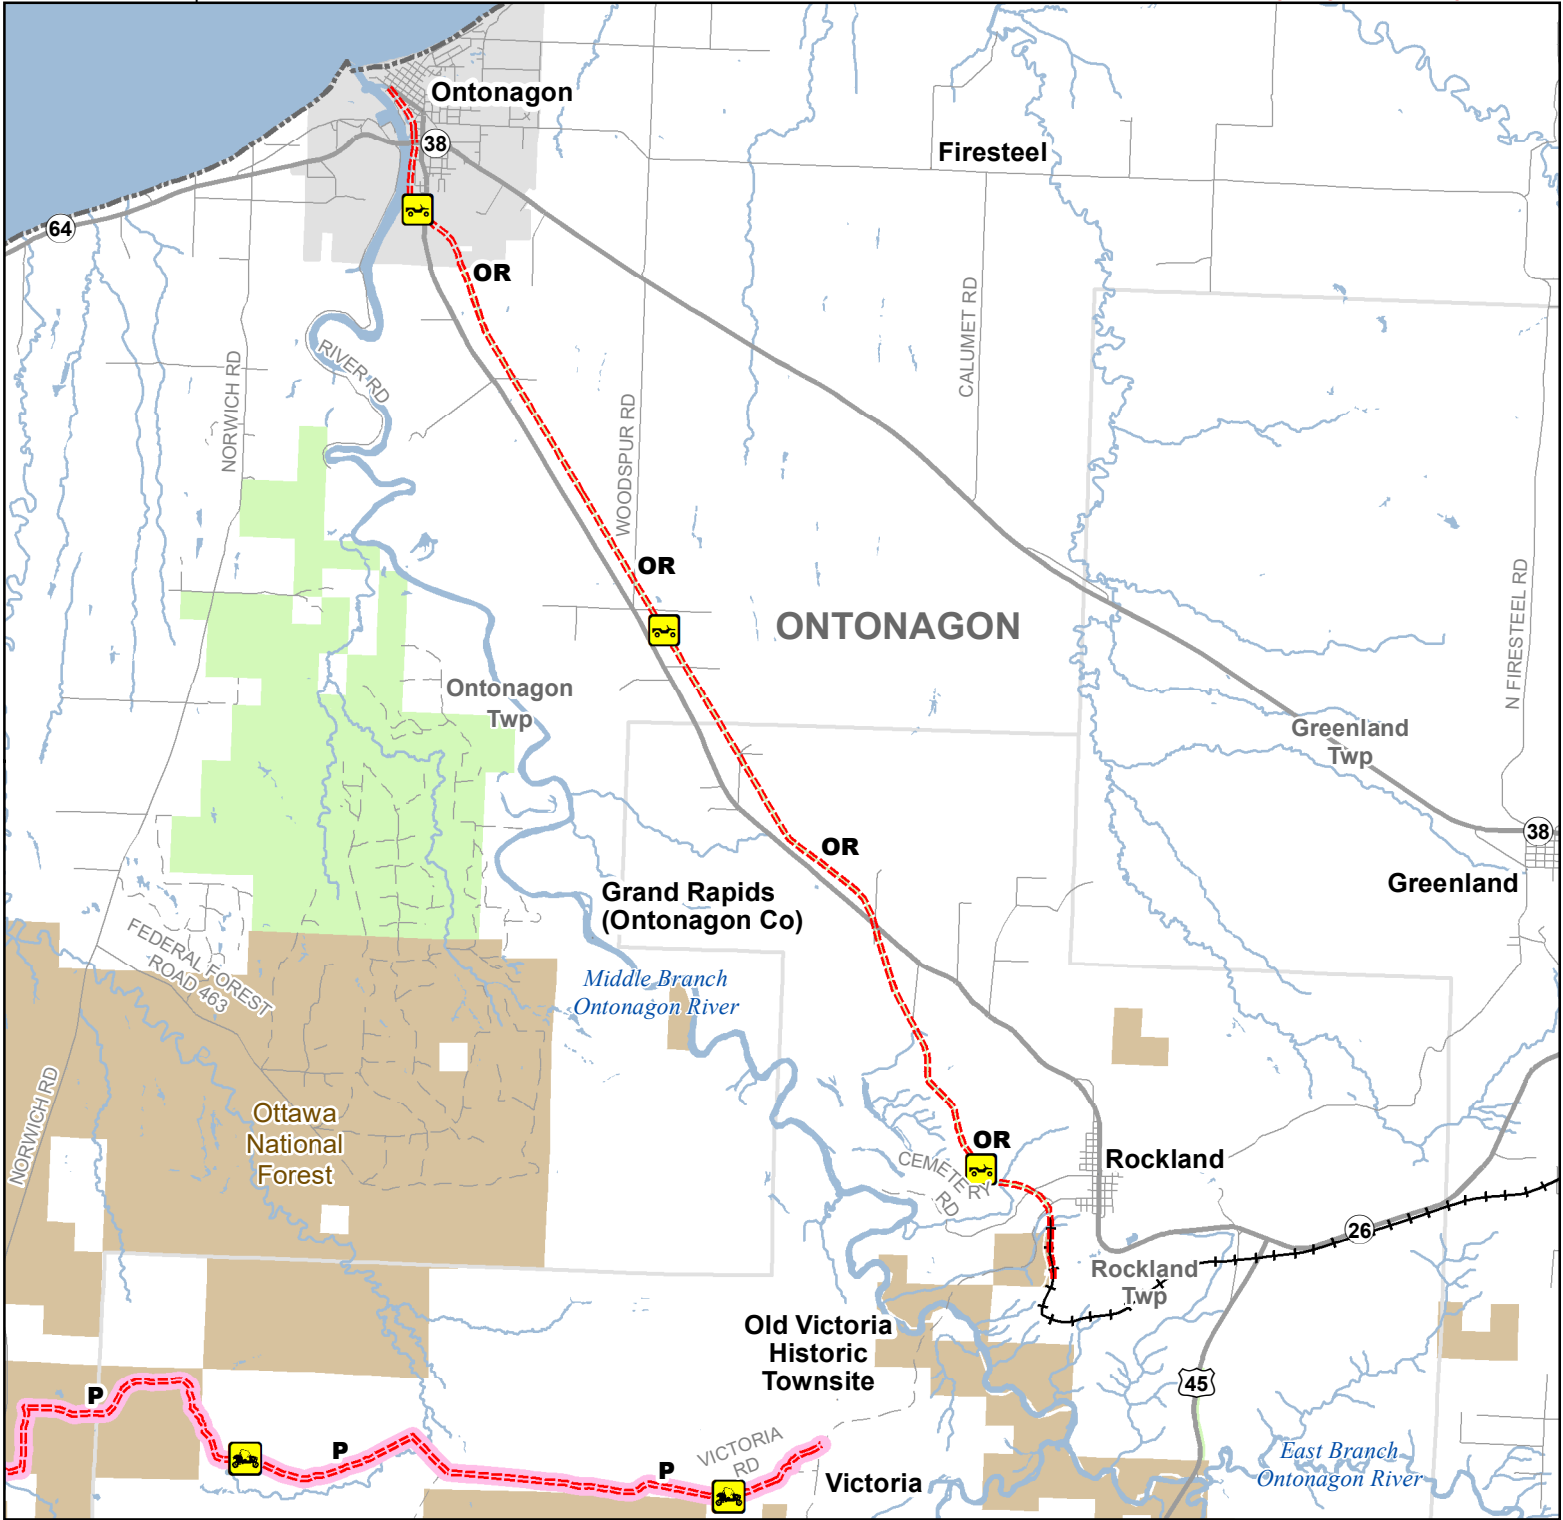 Ontonagon
38
Firesteel
64
OR
CALUMET RD
RIVER RD
NORWICH RD
WOODSPUR RD
OR
ONTONAGON
N FIRESTEEL RD
Ontonagon
Twp
Greenland
Twp
38
OR
Greenland
Grand Rapids
(Ontonagon Co)
FEDERAL FOREST
ROAD 463
Middle Branch
Ontonagon River
NORWICH RD
Ottawa
National
Forest
OR
Rockland
CEMETERY
RD
26
Rockland
Twp
Old Victoria
Historic
Townsite
45
P
P
VICTORIA
RD
P
Victoria
East Branch
Ontonagon River